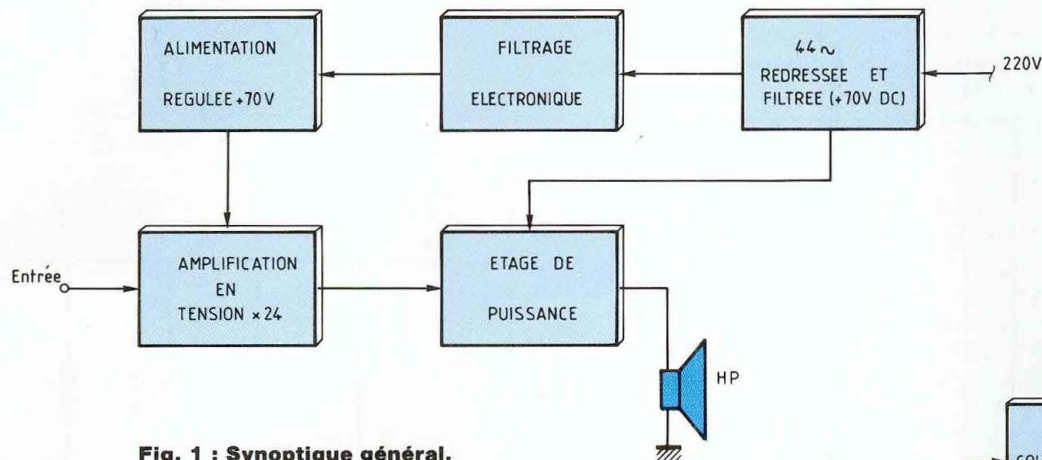 ALIMENTATION
REGULEE +70V
FILTRAGE
ELECTRONIQUE
44~
REDRESSEE ET
FILTREE (+70V DC)
220V
Entrée
AMPLIFICATION
EN
TENSION × 24
ETAGE DE
PUISSANCE
HP
Fig. 1 : Synoptique général.